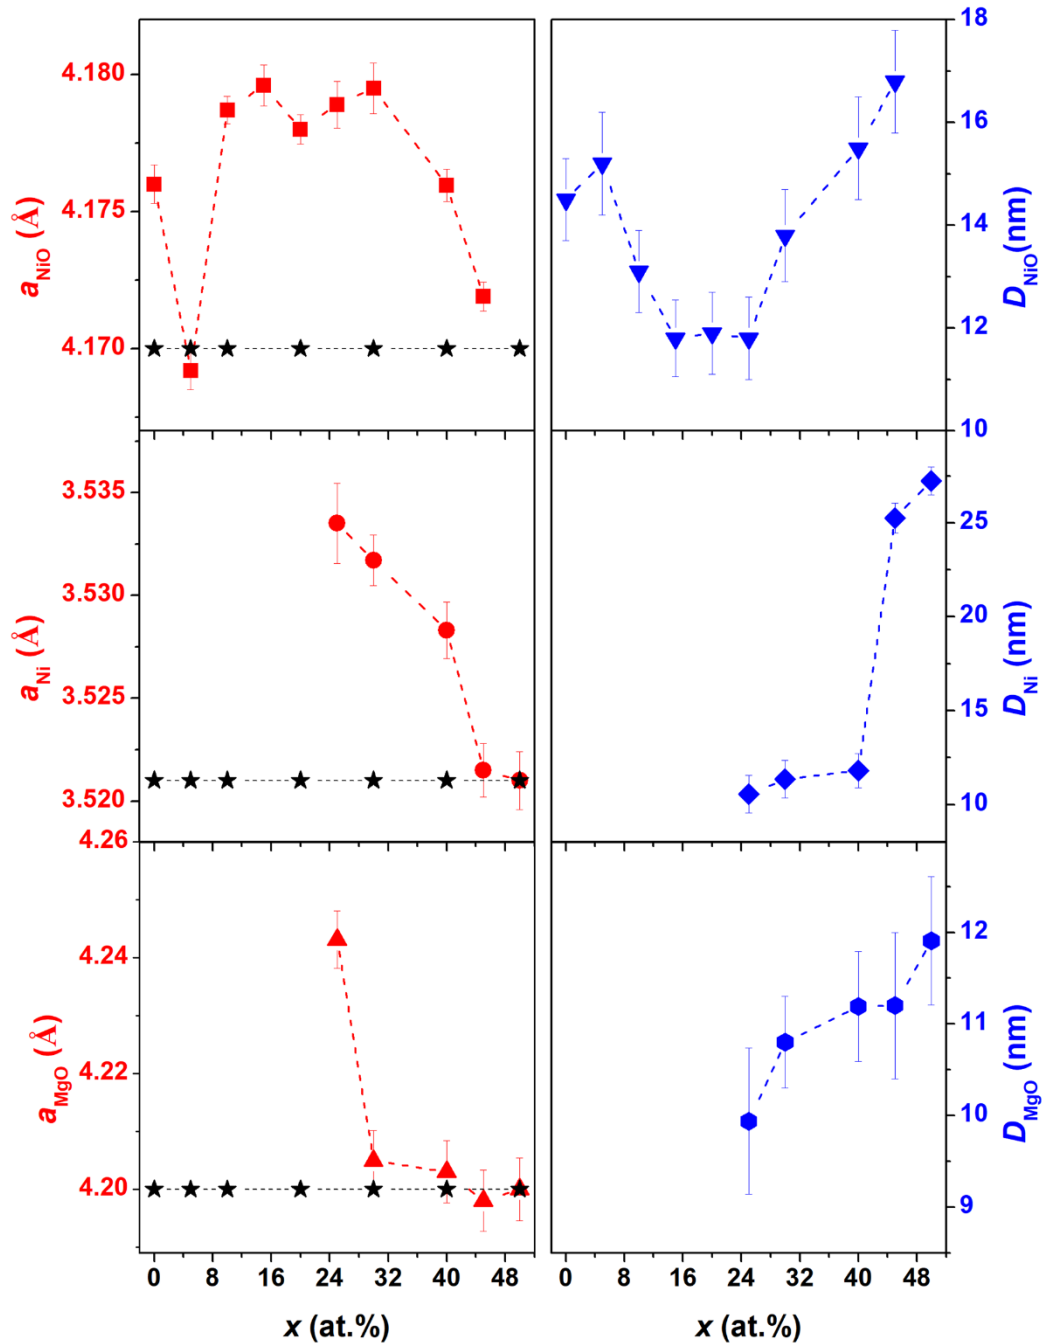 4.180
4.175
4.170
a_NiO (Å)
18
16
14
12
10
D_NiO (nm)
3.535
3.530
3.525
3.520
a_Ni (Å)
25
20
15
10
D_Ni (nm)
4.26
4.24
4.22
4.20
a_MgO (Å)
12
11
10
9
D_MgO (nm)
0 8 16 24 32 40 48
0 8 16 24 32 40 48
x (at.%)
x (at.%)